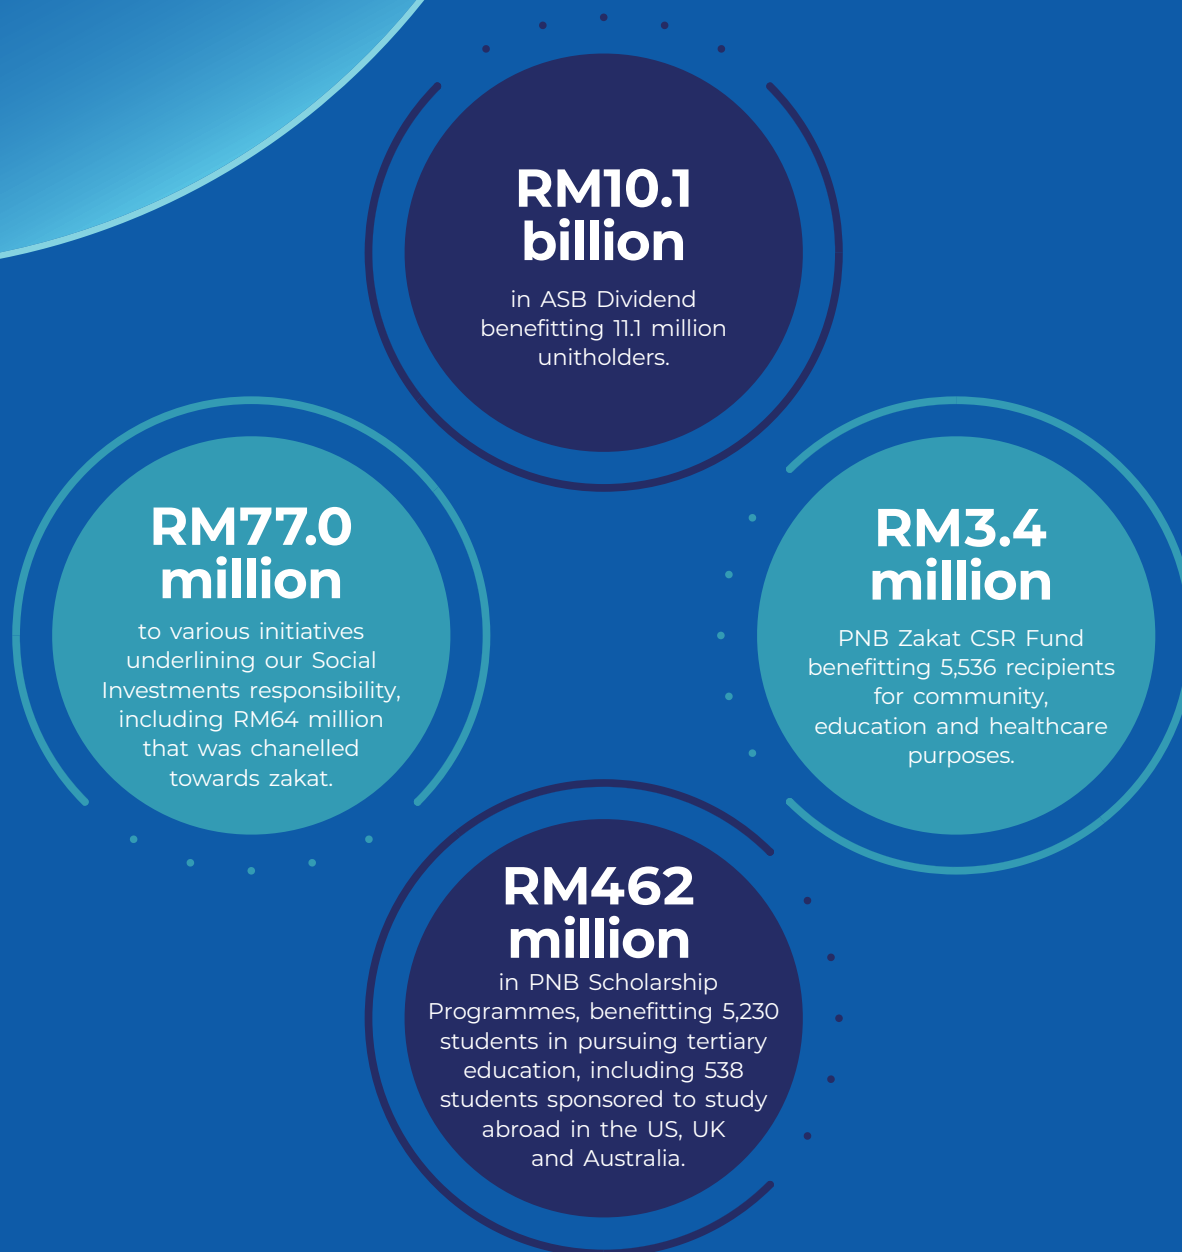 RM10.1
billion
in ASB Dividend
benefitting 11.1 million
unitholders.
RM77.0
million
to various initiatives
underlining our Social
Investments responsibility,
including RM64 million
that was chanelled
towards zakat.
RM3.4
million
PNB Zakat CSR Fund
benefitting 5,536 recipients
for community,
education and healthcare
purposes.
RM462
million
in PNB Scholarship
Programmes, benefitting 5,230
students in pursuing tertiary
education, including 538
students sponsored to study
abroad in the US, UK
and Australia.